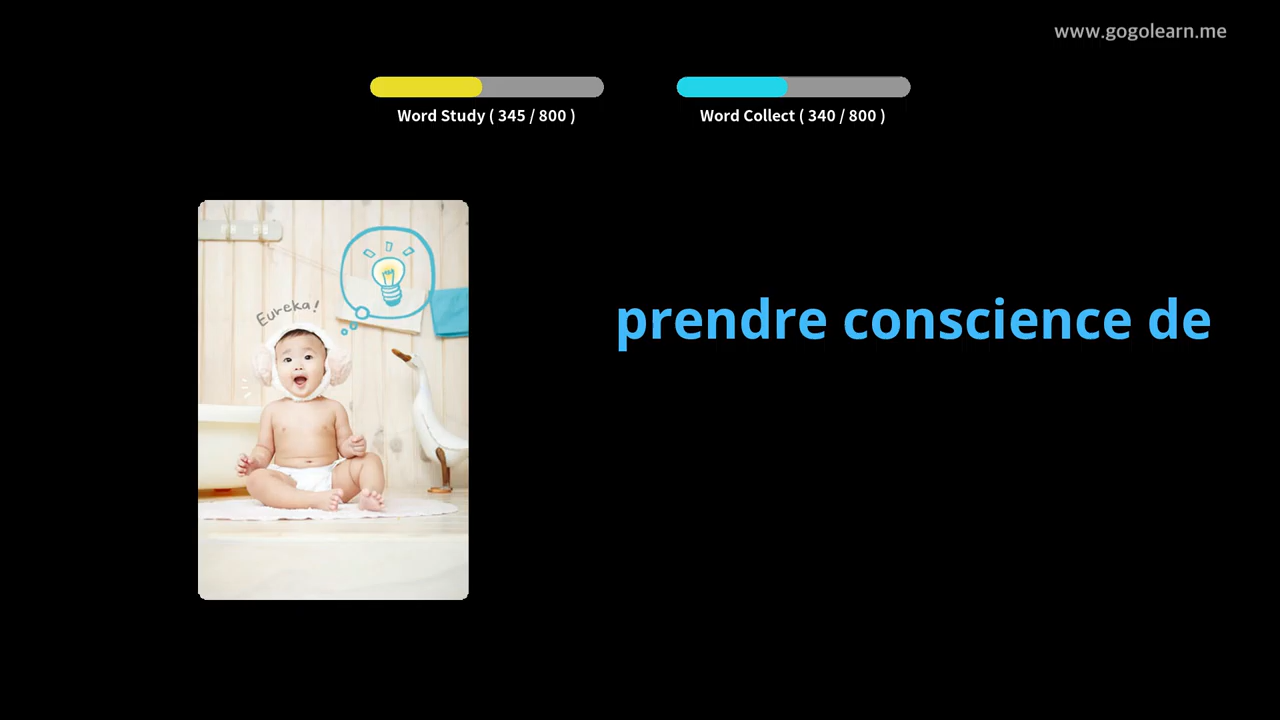 www.gogolearn.me
Word Study ( 345 / 800 )
Word Collect ( 340 / 800 )
Eureka!
prendre conscience de